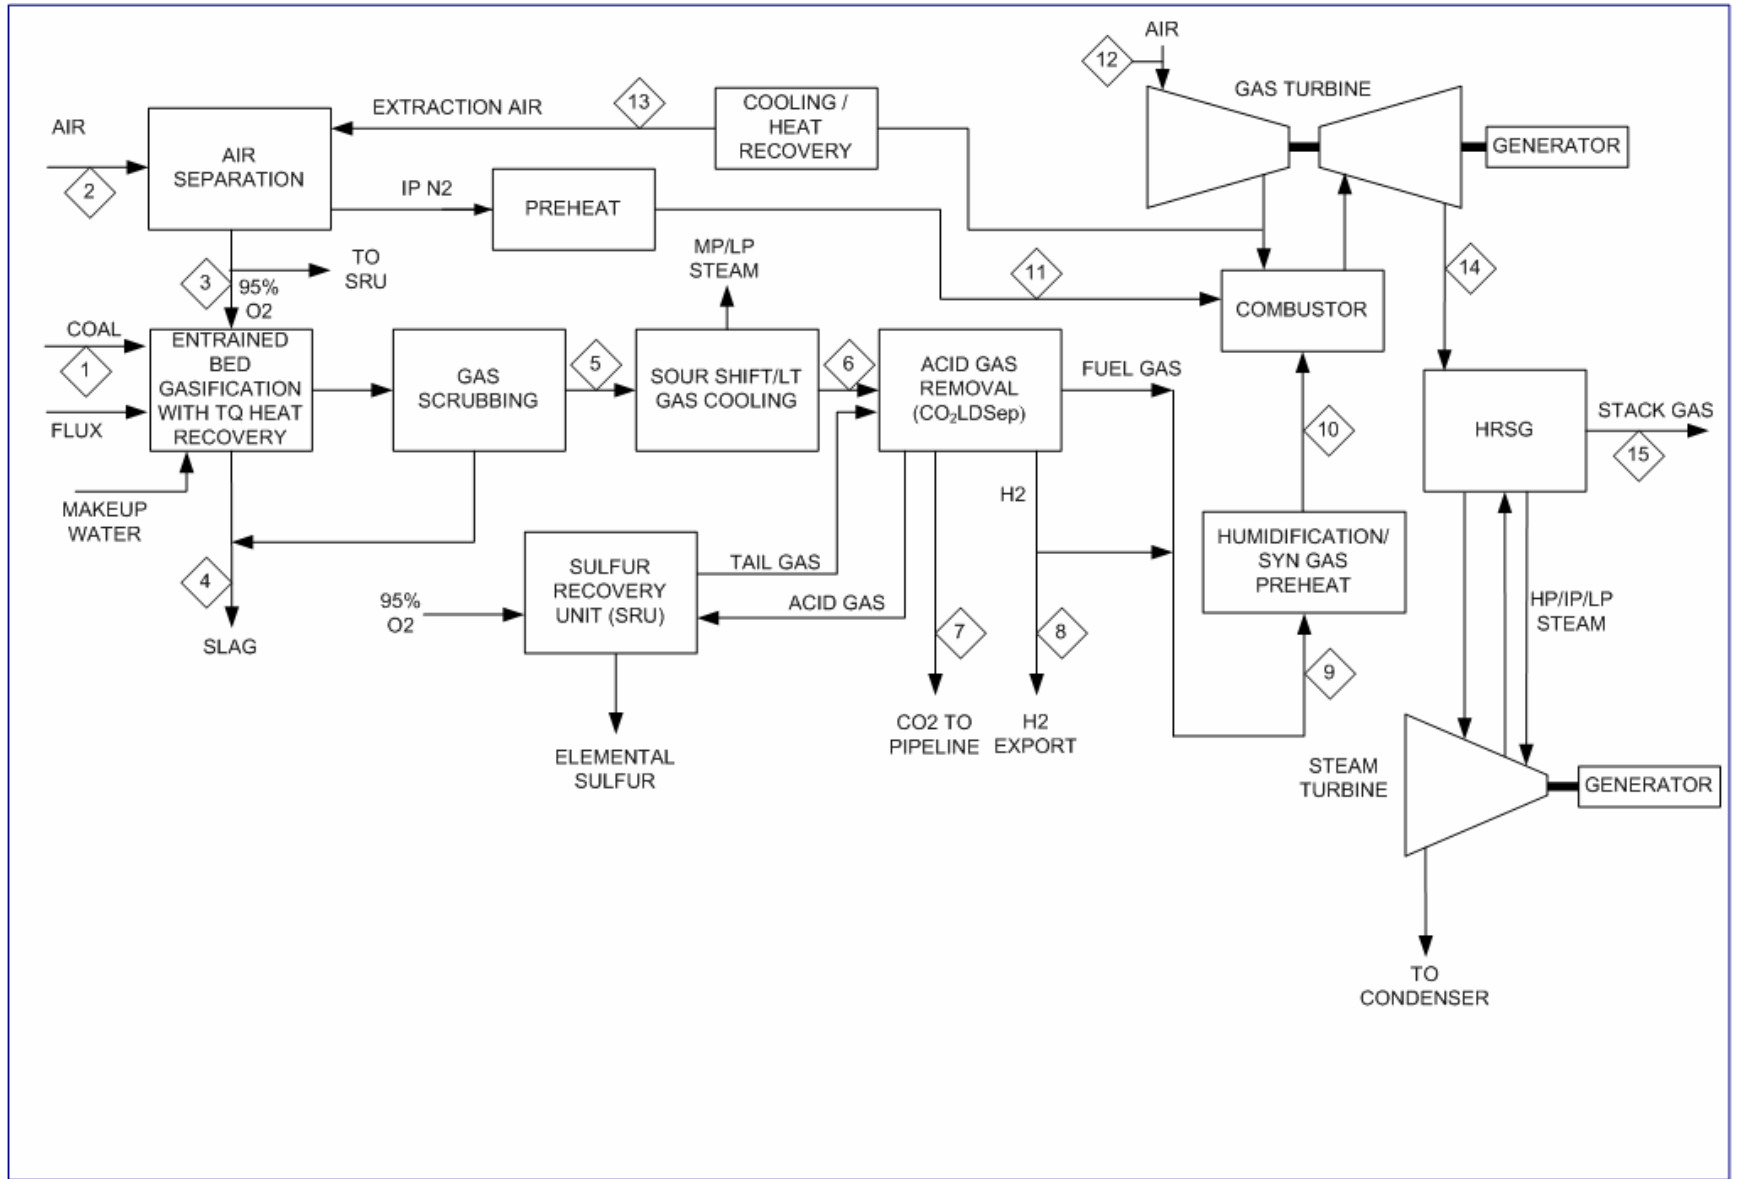 AIR
12
GAS TURBINE
GENERATOR
EXTRACTION AIR
13
COOLING /
HEAT
RECOVERY
AIR
2
AIR
SEPARATION
IP N2
PREHEAT
TO
SRU
3
95%
O2
MP/LP
STEAM
11
COMBUSTOR
14
COAL
1
FLUX
MAKEUP
WATER
ENTRAINED
BED
GASIFICATION
WITH TQ HEAT
RECOVERY
GAS
SCRUBBING
5
SOUR SHIFT/LT
GAS COOLING
6
ACID GAS
REMOVAL
(CO₂LDSep)
FUEL GAS
10
HRSG
STACK GAS
15
H2
4
SLAG
95%
O2
SULFUR
RECOVERY
UNIT (SRU)
TAIL GAS
ACID GAS
7
8
HUMIDIFICATION/
SYN GAS
PREHEAT
9
HP/IP/LP
STEAM
ELEMENTAL
SULFUR
CO2 TO
PIPELINE
H2
EXPORT
STEAM
TURBINE
GENERATOR
TO
CONDENSER